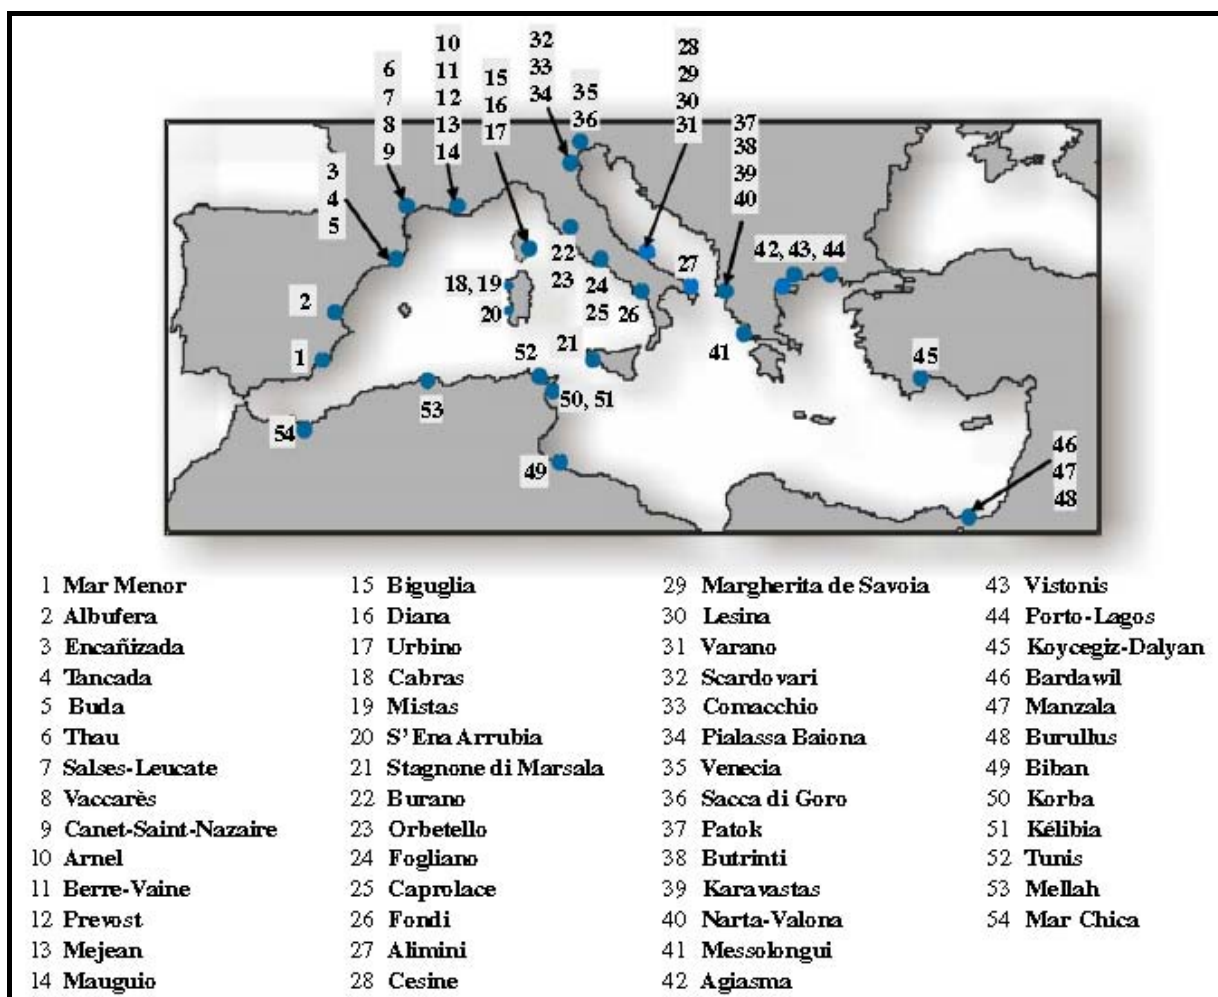 10
11
12
13
14
32
33
34
28
29
30
31
6
7
8
9
15
16
17
35
36
37
38
39
40
3
4
5
22
23
24
25
26
27
42, 43, 44
18, 19
20
2
1
21
41
45
52
50, 51
53
54
49
46
47
48
1 Mar Menor
2 Albufera
3 Encañizada
4 Tancada
5 Buda
6 Thau
7 Salses-Leucate
8 Vaccarès
9 Canet-Saint-Nazaire
10 Arnel
11 Berre-Vaine
12 Prevost
13 Mejean
14 Mauguio
15 Biguglia
16 Diana
17 Urbino
18 Cabras
19 Mistas
20 S'Ena Arrubia
21 Stagnone di Marsala
22 Burano
23 Orbetello
24 Fogliano
25 Caprolace
26 Fondi
27 Alimini
28 Cesine
29 Margherita de Savoia
30 Lesina
31 Varano
32 Scardovari
33 Comacchio
34 Pialassa Baiona
35 Venecia
36 Sacca di Goro
37 Patok
38 Butrinti
39 Karavastas
40 Narta-Valona
41 Messolongui
42 Agiasma
43 Vistonis
44 Porto-Lagos
45 Koycegiz-Dalyan
46 Bardawil
47 Manzala
48 Burullus
49 Biban
50 Korba
51 Kélibia
52 Tunis
53 Mellah
54 Mar Chica